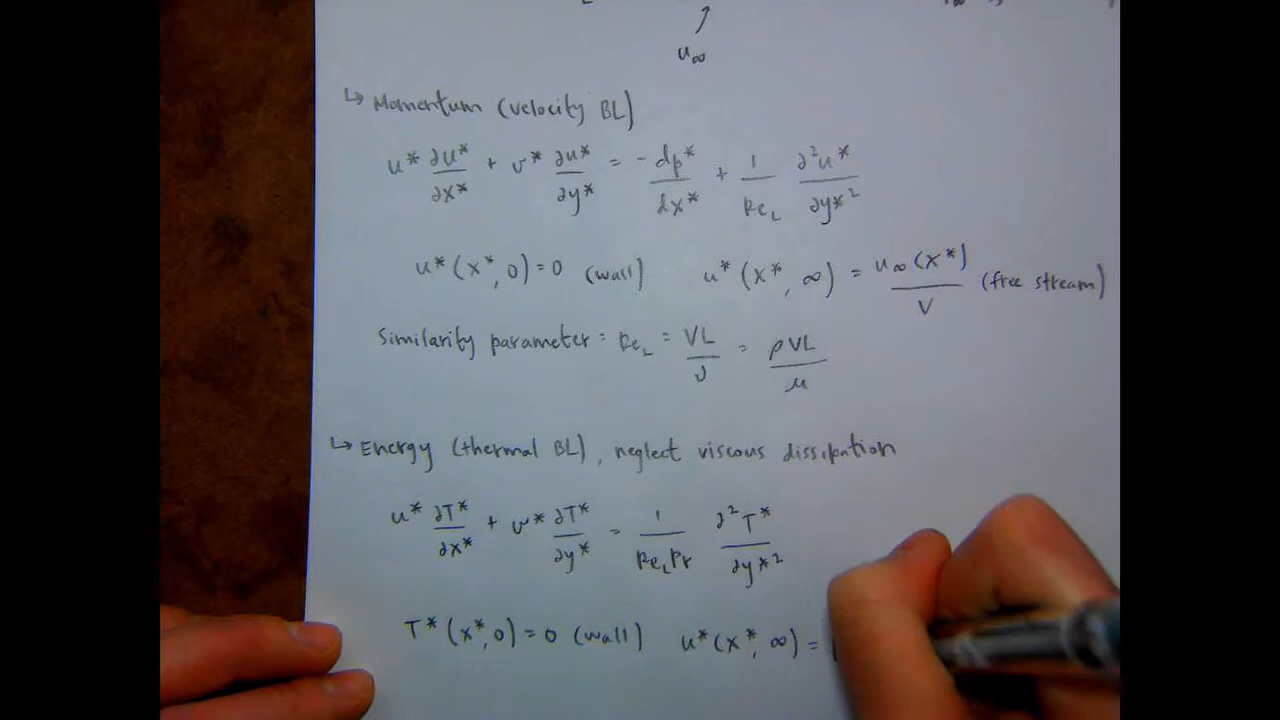 u∞
↳ Momentum (velocity BL)
u* ∂u*/∂x* + v* ∂u*/∂y* = - dp*/dx* + 1/Re_L ∂²u*/∂y*²
u*(x*, 0) = 0 (wall) u*(x*, ∞) = u∞(x*)/V (free stream)
Similarity parameter: Re_L = VL/ν = ρVL/μ
↳ Energy (thermal BL), neglect viscous dissipation
u* ∂T*/∂x* + v* ∂T*/∂y* = 1/Re_L Pr ∂²T*/∂y*²
T*(x*, 0) = 0 (wall) u*(x*, ∞) =